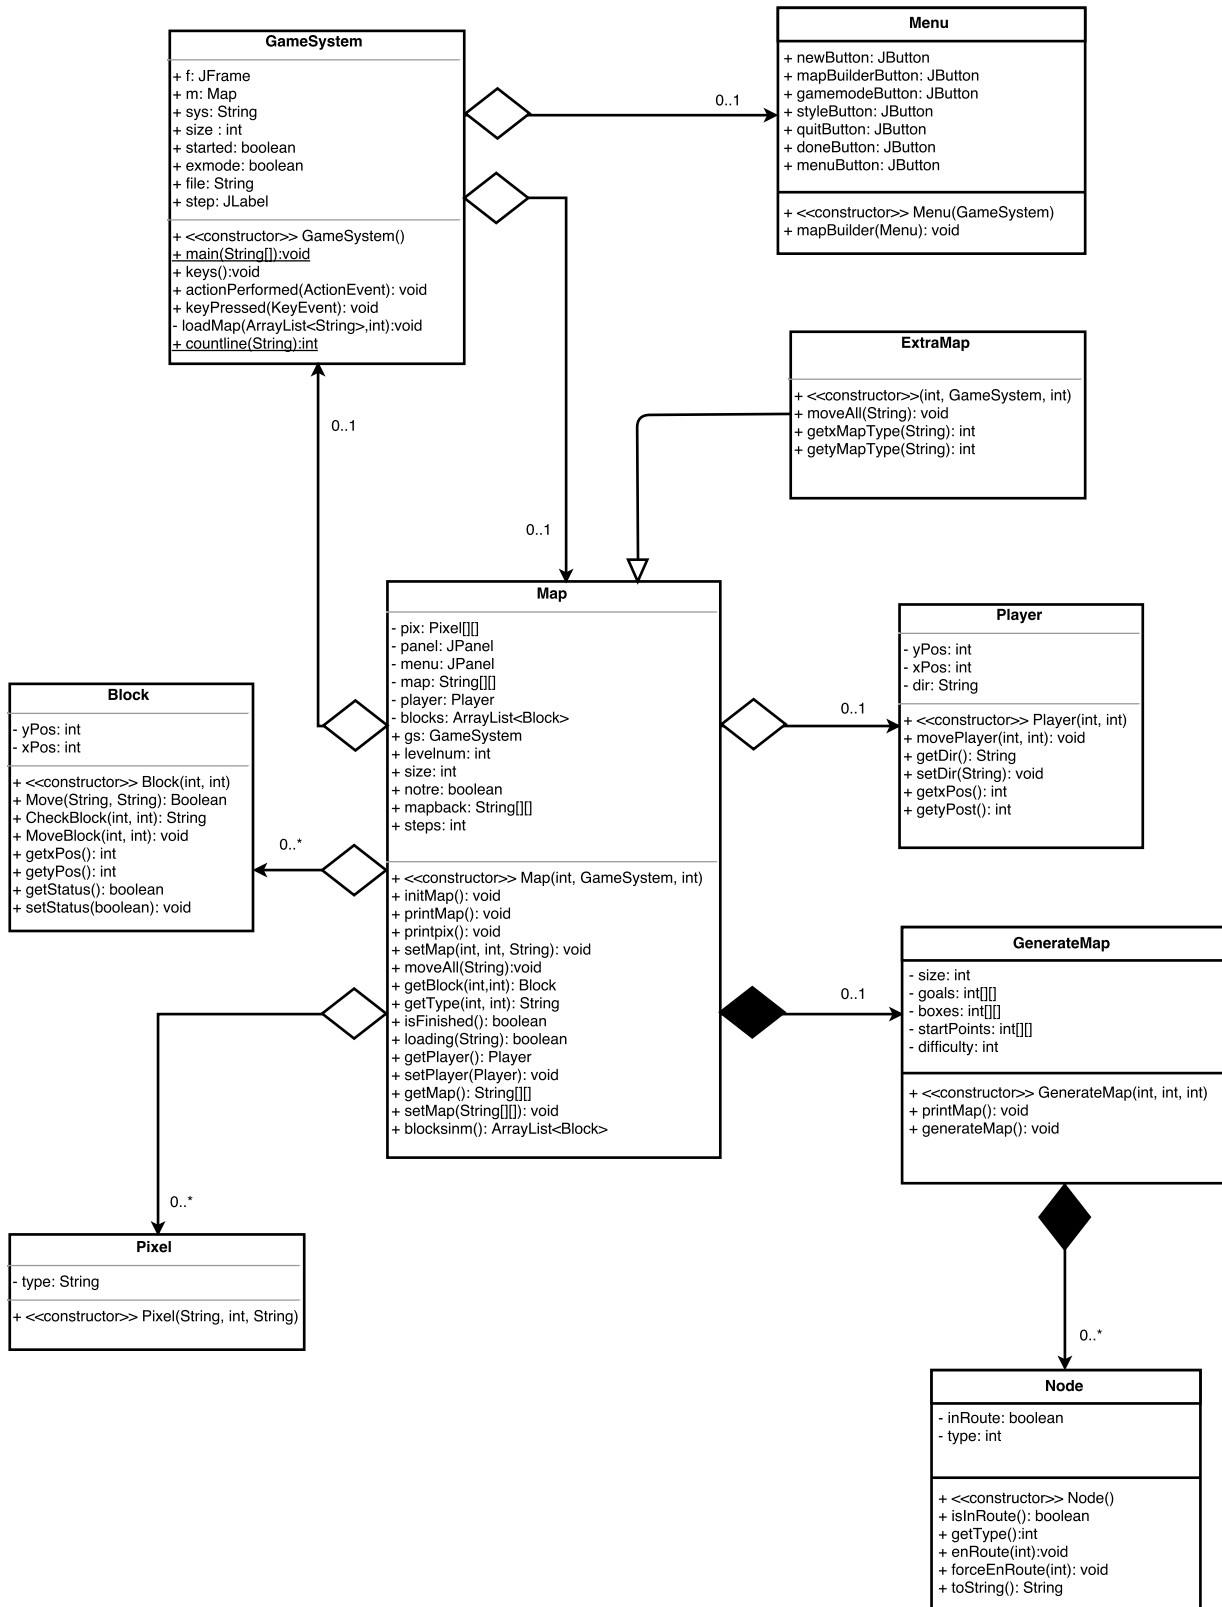 GameSystem
+ f: JFrame
+ m: Map
+ sys: String
+ size : int
+ started: boolean
+ exmode: boolean
+ file: String
+ step: JLabel
+ <<constructor>> GameSystem()
+ main(String[]):void
+ keys():void
+ actionPerformed(ActionEvent): void
+ keyPressed(KeyEvent): void
- loadMap(ArrayList<String>,int):void
+ countline(String):int
0..1
Menu
+ newButton: JButton
+ mapBuilderButton: JButton
+ gamemodeButton: JButton
+ styleButton: JButton
+ quitButton: JButton
+ doneButton: JButton
+ menuButton: JButton
+ <<constructor>> Menu(GameSystem)
+ mapBuilder(Menu): void
ExtraMap
+ <<constructor>>(int, GameSystem, int)
+ moveAll(String): void
+ getxMapType(String): int
+ getyMapType(String): int
0..1
0..1
Map
- pix: Pixel[][]
- panel: JPanel
- menu: JPanel
- map: String[][]
- player: Player
- blocks: ArrayList<Block>
+ gs: GameSystem
+ levelnum: int
+ size: int
+ notre: boolean
+ mapback: String[][]
+ steps: int
+ <<constructor>> Map(int, GameSystem, int)
+ initMap(): void
+ printMap(): void
+ printpix(): void
+ setMap(int, int, String): void
+ moveAll(String):void
+ getBlock(int,int): Block
+ getType(int, int): String
+ isFinished(): boolean
+ loading(String): boolean
+ getPlayer(): Player
+ setPlayer(Player): void
+ getMap(): String[][]
+ setMap(String[][]): void
+ blocksinm(): ArrayList<Block>
0..1
Player
- yPos: int
- xPos: int
- dir: String
+ <<constructor>> Player(int, int)
+ movePlayer(int, int): void
+ getDir(): String
+ setDir(String): void
+ getxPos(): int
+ getyPost(): int
Block
- yPos: int
- xPos: int
+ <<constructor>> Block(int, int)
+ Move(String, String): Boolean
+ CheckBlock(int, int): String
+ MoveBlock(int, int): void
+ getxPos(): int
+ getyPos(): int
+ getStatus(): boolean
+ setStatus(boolean): void
0..*
0..1
GenerateMap
- size: int
- goals: int[][]
- boxes: int[][]
- startPoints: int[][]
- difficulty: int
+ <<constructor>> GenerateMap(int, int, int)
+ printMap(): void
+ generateMap(): void
0..*
Pixel
- type: String
+ <<constructor>> Pixel(String, int, String)
0..*
Node
- inRoute: boolean
- type: int
+ <<constructor>> Node()
+ isInRoute(): boolean
+ getType():int
+ enRoute(int):void
+ forceEnRoute(int): void
+ toString(): String